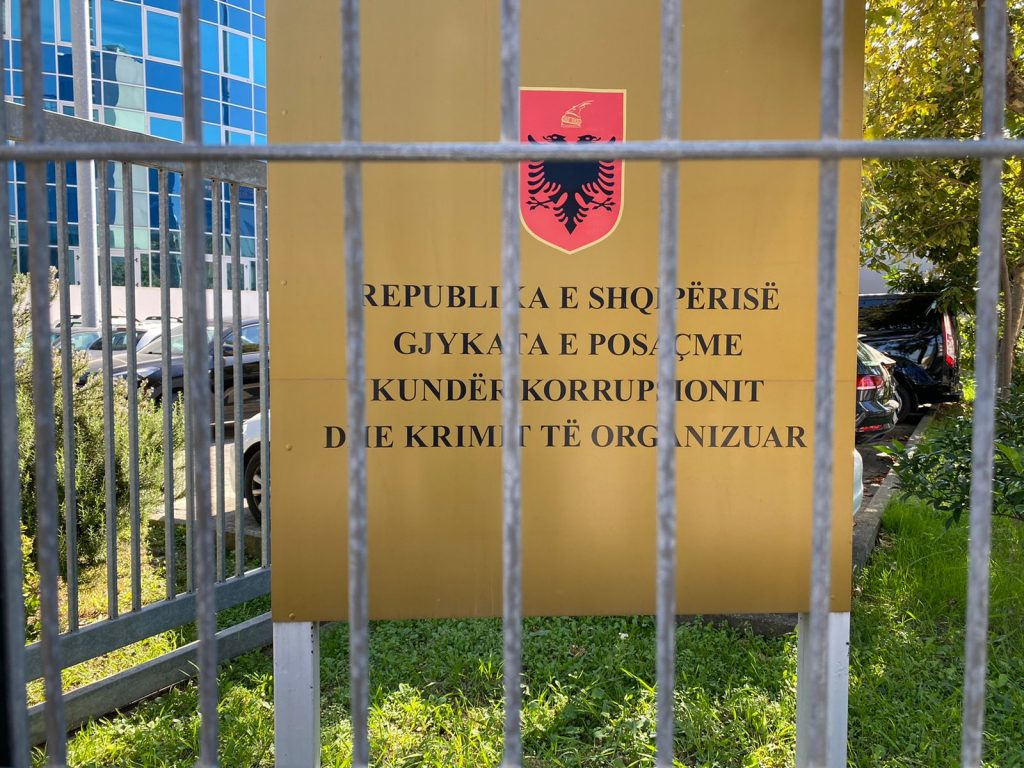 REPUBLIKA E SHQIPËRISË
GJYKATA E POSAÇME
KUNDËR KORRUPSIONIT
DHE KRIMIT TË ORGANIZUAR